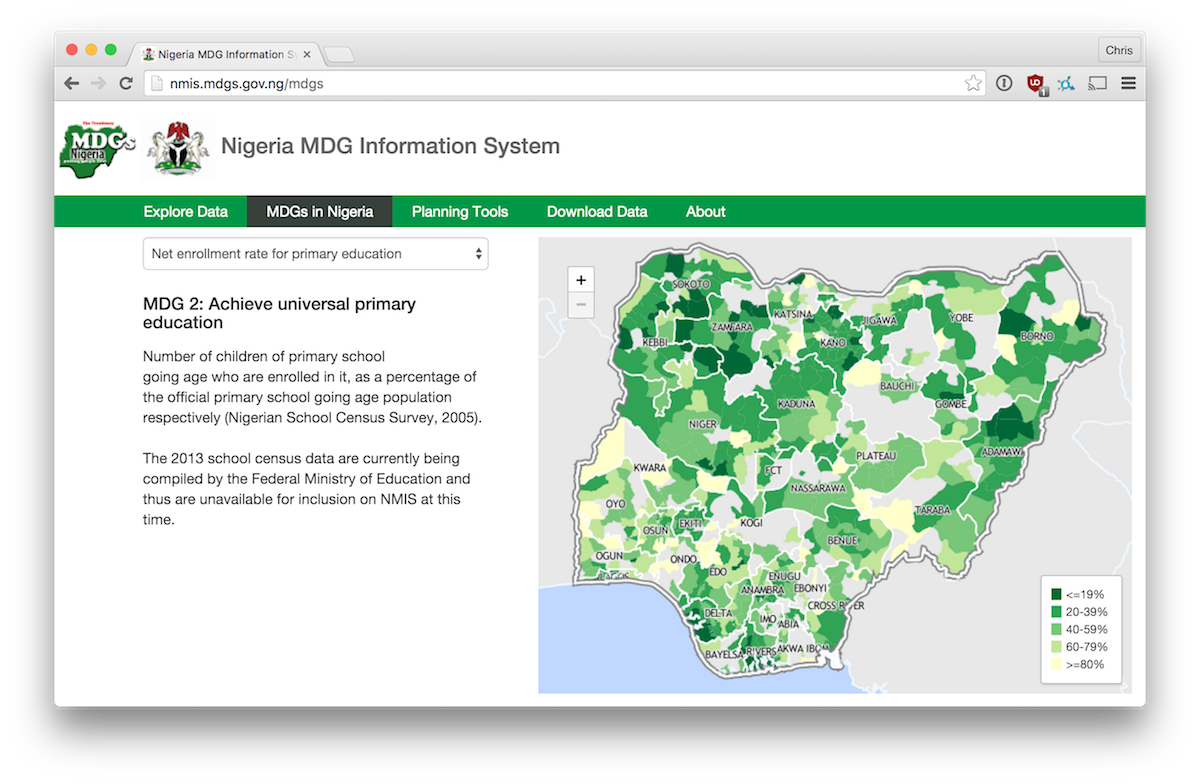 Nigeria MDG Information Sy
Chris
nmis.mdgs.gov.ng/mdgs
1
The Presidency
MDGs
Nigeria
Nigeria MDG Information System
Explore Data
MDGs in Nigeria
Planning Tools
Download Data
About
Net enrollment rate for primary education
MDG 2: Achieve universal primary
education
Number of children of primary school
going age who are enrolled in it, as a percentage of
the official primary school going age population
respectively (Nigerian School Census Survey, 2005).
The 2013 school census data are currently being
compiled by the Federal Ministry of Education and
thus are unavailable for inclusion on NMIS at this
time.
+
−
SOKOTO
KATSINA
ZAMFARA
JIGAWA
YOBE
KEBBI
KANO
BORNO
BAUCHI
KADUNA
GOMBE
NIGER
ADAMAW
PLATEAU
KWARA
FCT
NASSARAWA
OYO
TARABA
OSUN
EKITI
KOGI
BENUE
OGUN
ONDO
EDO
LAGOS
ENUGU
ANAMBRA
EBONYI
CROSS R ER
DELTA
IMO
ABIA
BAYELSA
RIVERS
AKWA IBOM
<=19%
20-39%
40-59%
60-79%
>=80%